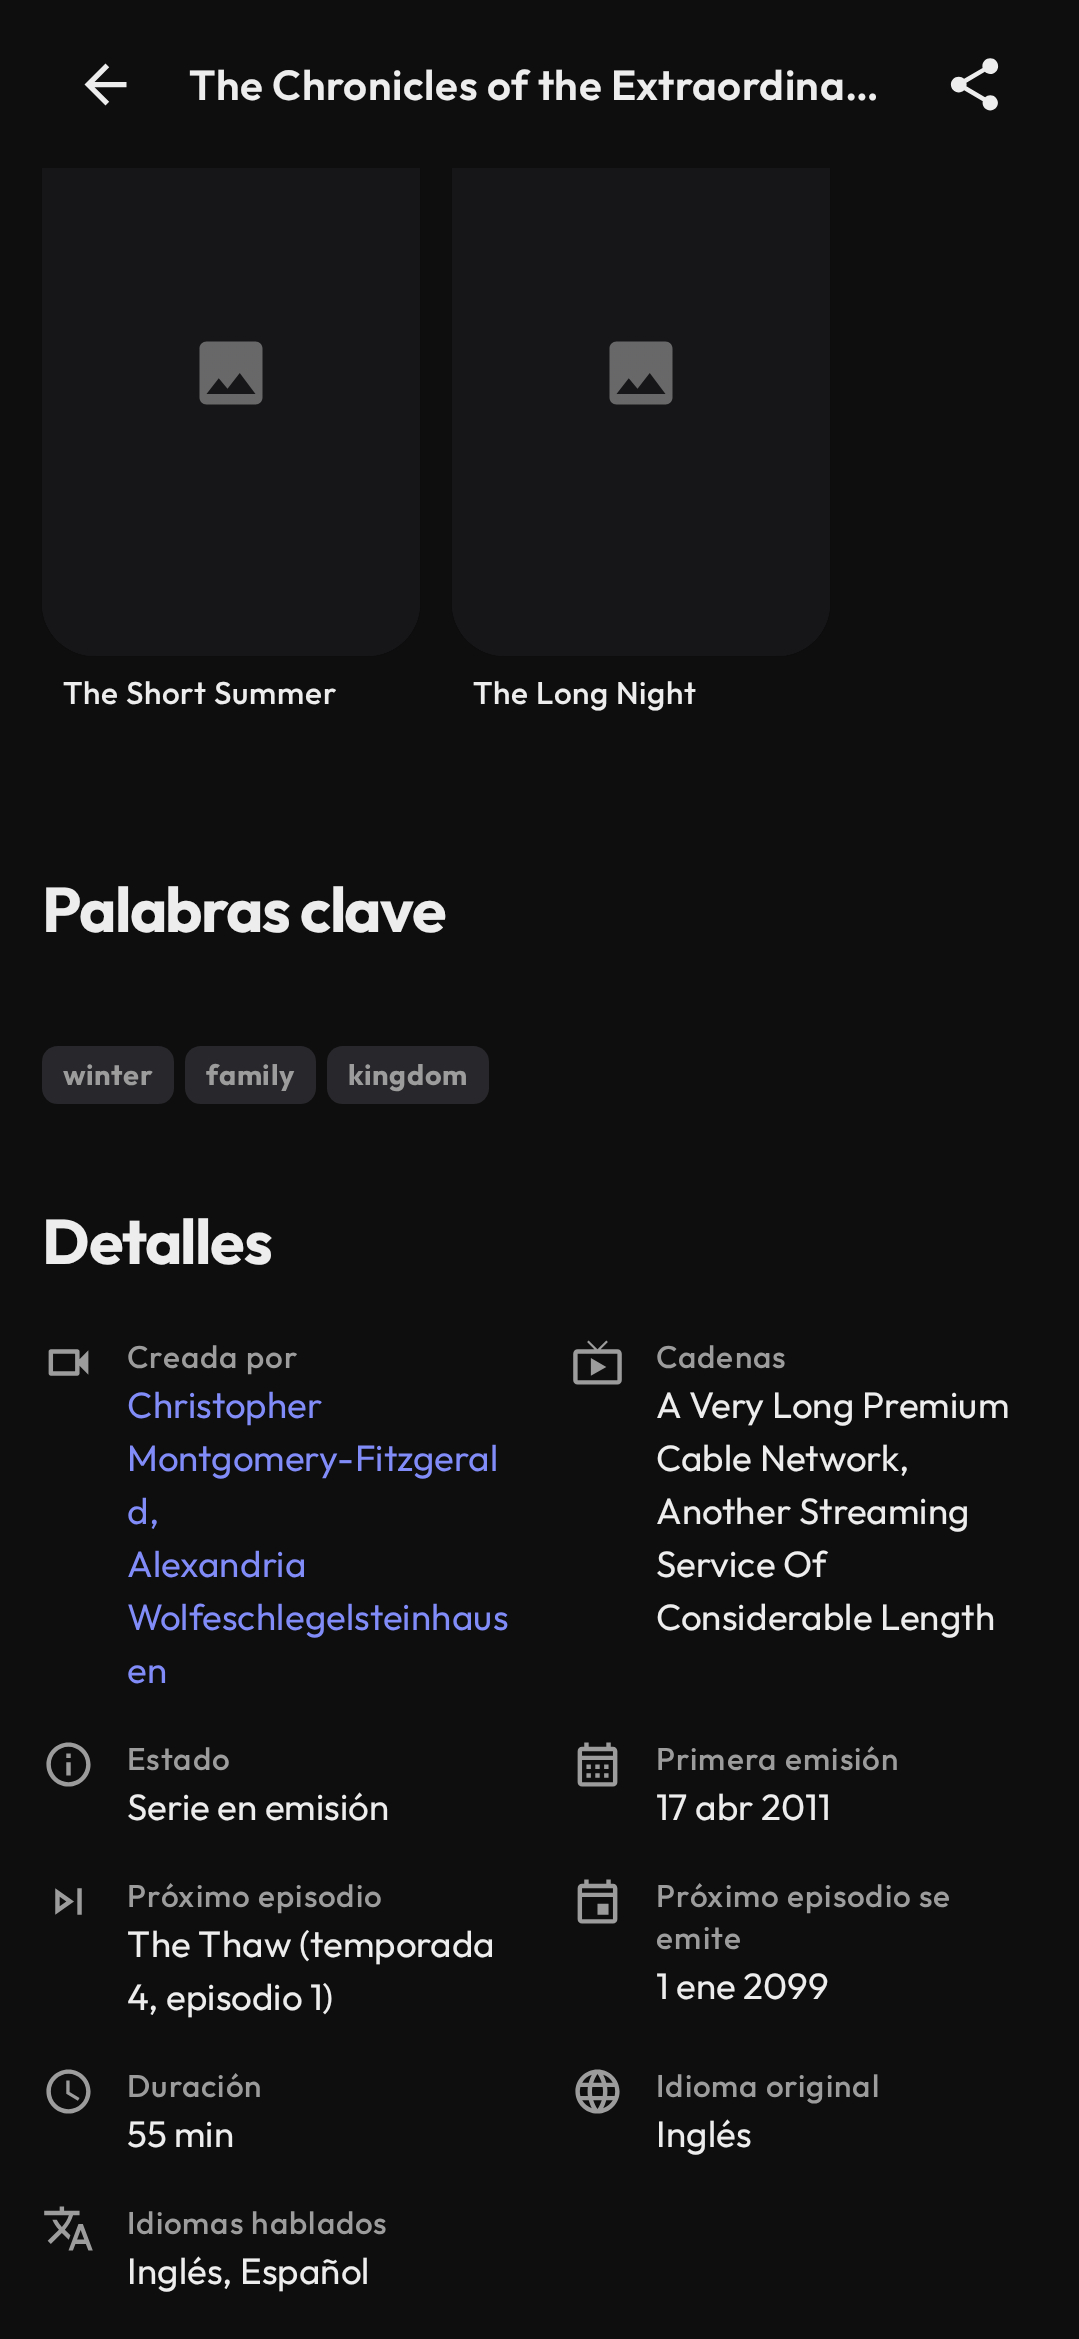 The Chronicles of the Extraordina...
The Short Summer
The Long Night
Palabras clave
winter
family
kingdom
Detalles
Creada por
Christopher
Montgomery-Fitzgeral
d,
Alexandria
Wolfeschlegelsteinhaus
en
Cadenas
A Very Long Premium
Cable Network,
Another Streaming
Service Of
Considerable Length
Estado
Serie en emisión
Primera emisión
17 abr 2011
Próximo episodio
The Thaw (temporada
4, episodio 1)
Próximo episodio se
emite
1 ene 2099
Duración
55 min
Idioma original
Inglés
Idiomas hablados
Inglés, Español